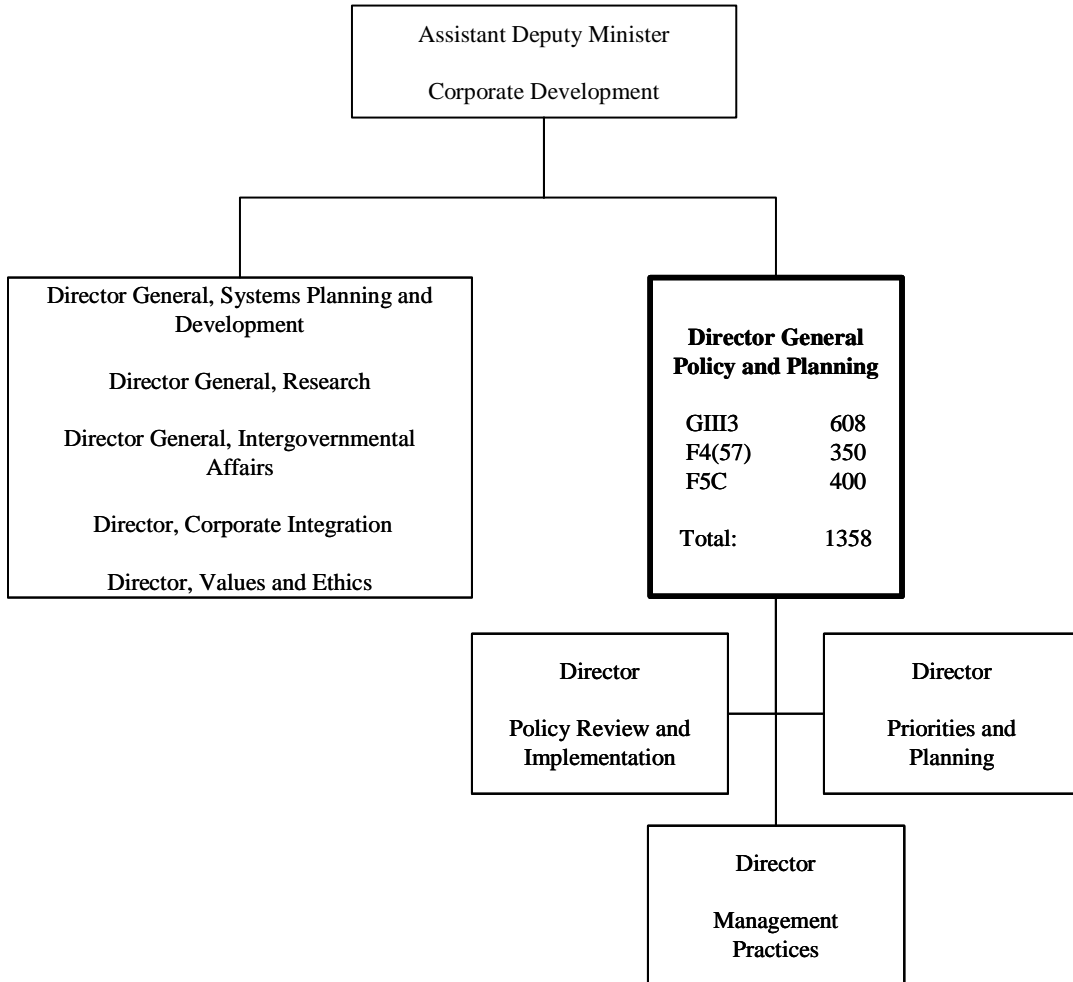 Assistant Deputy Minister
Corporate Development
Director General, Systems Planning and
Development
Director General, Research
Director General, Intergovernmental
Affairs
Director, Corporate Integration
Director, Values and Ethics
Director General
Policy and Planning
GIII3 608
F4(57) 350
F5C 400
Total: 1358
Director
Policy Review and
Implementation
Director
Priorities and
Planning
Director
Management
Practices